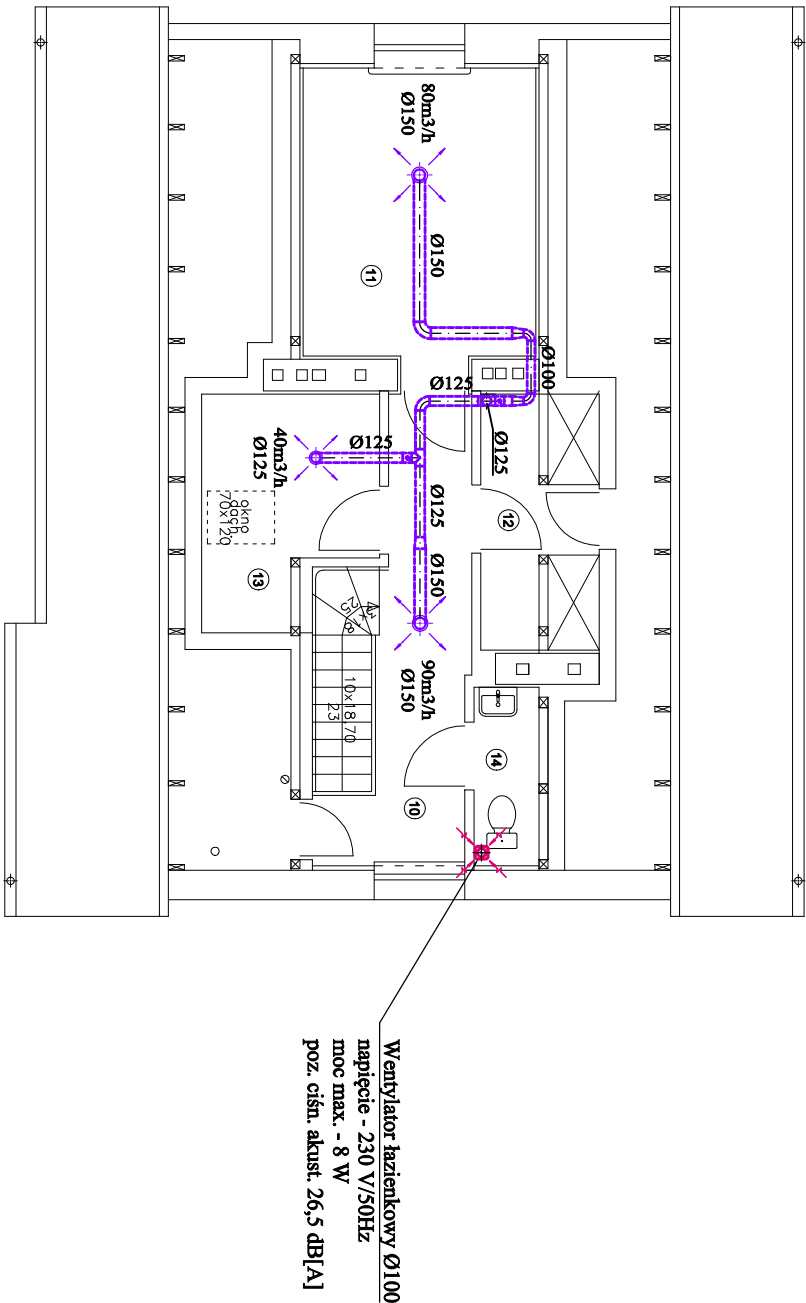 80m3/h
Ø150
Ø150
11
Ø100
Ø125
Ø125
Ø125
40m3/h
Ø125
12
Ø125
okno
dach.
70x120
13
Ø150
90m3/h
Ø150
10x18,70
23
14
10
Wentylator łazienkowy Ø100
napięcie - 230 V/50Hz
moc max. - 8 W
poz. ciśn. akust. 26,5 dB[A]